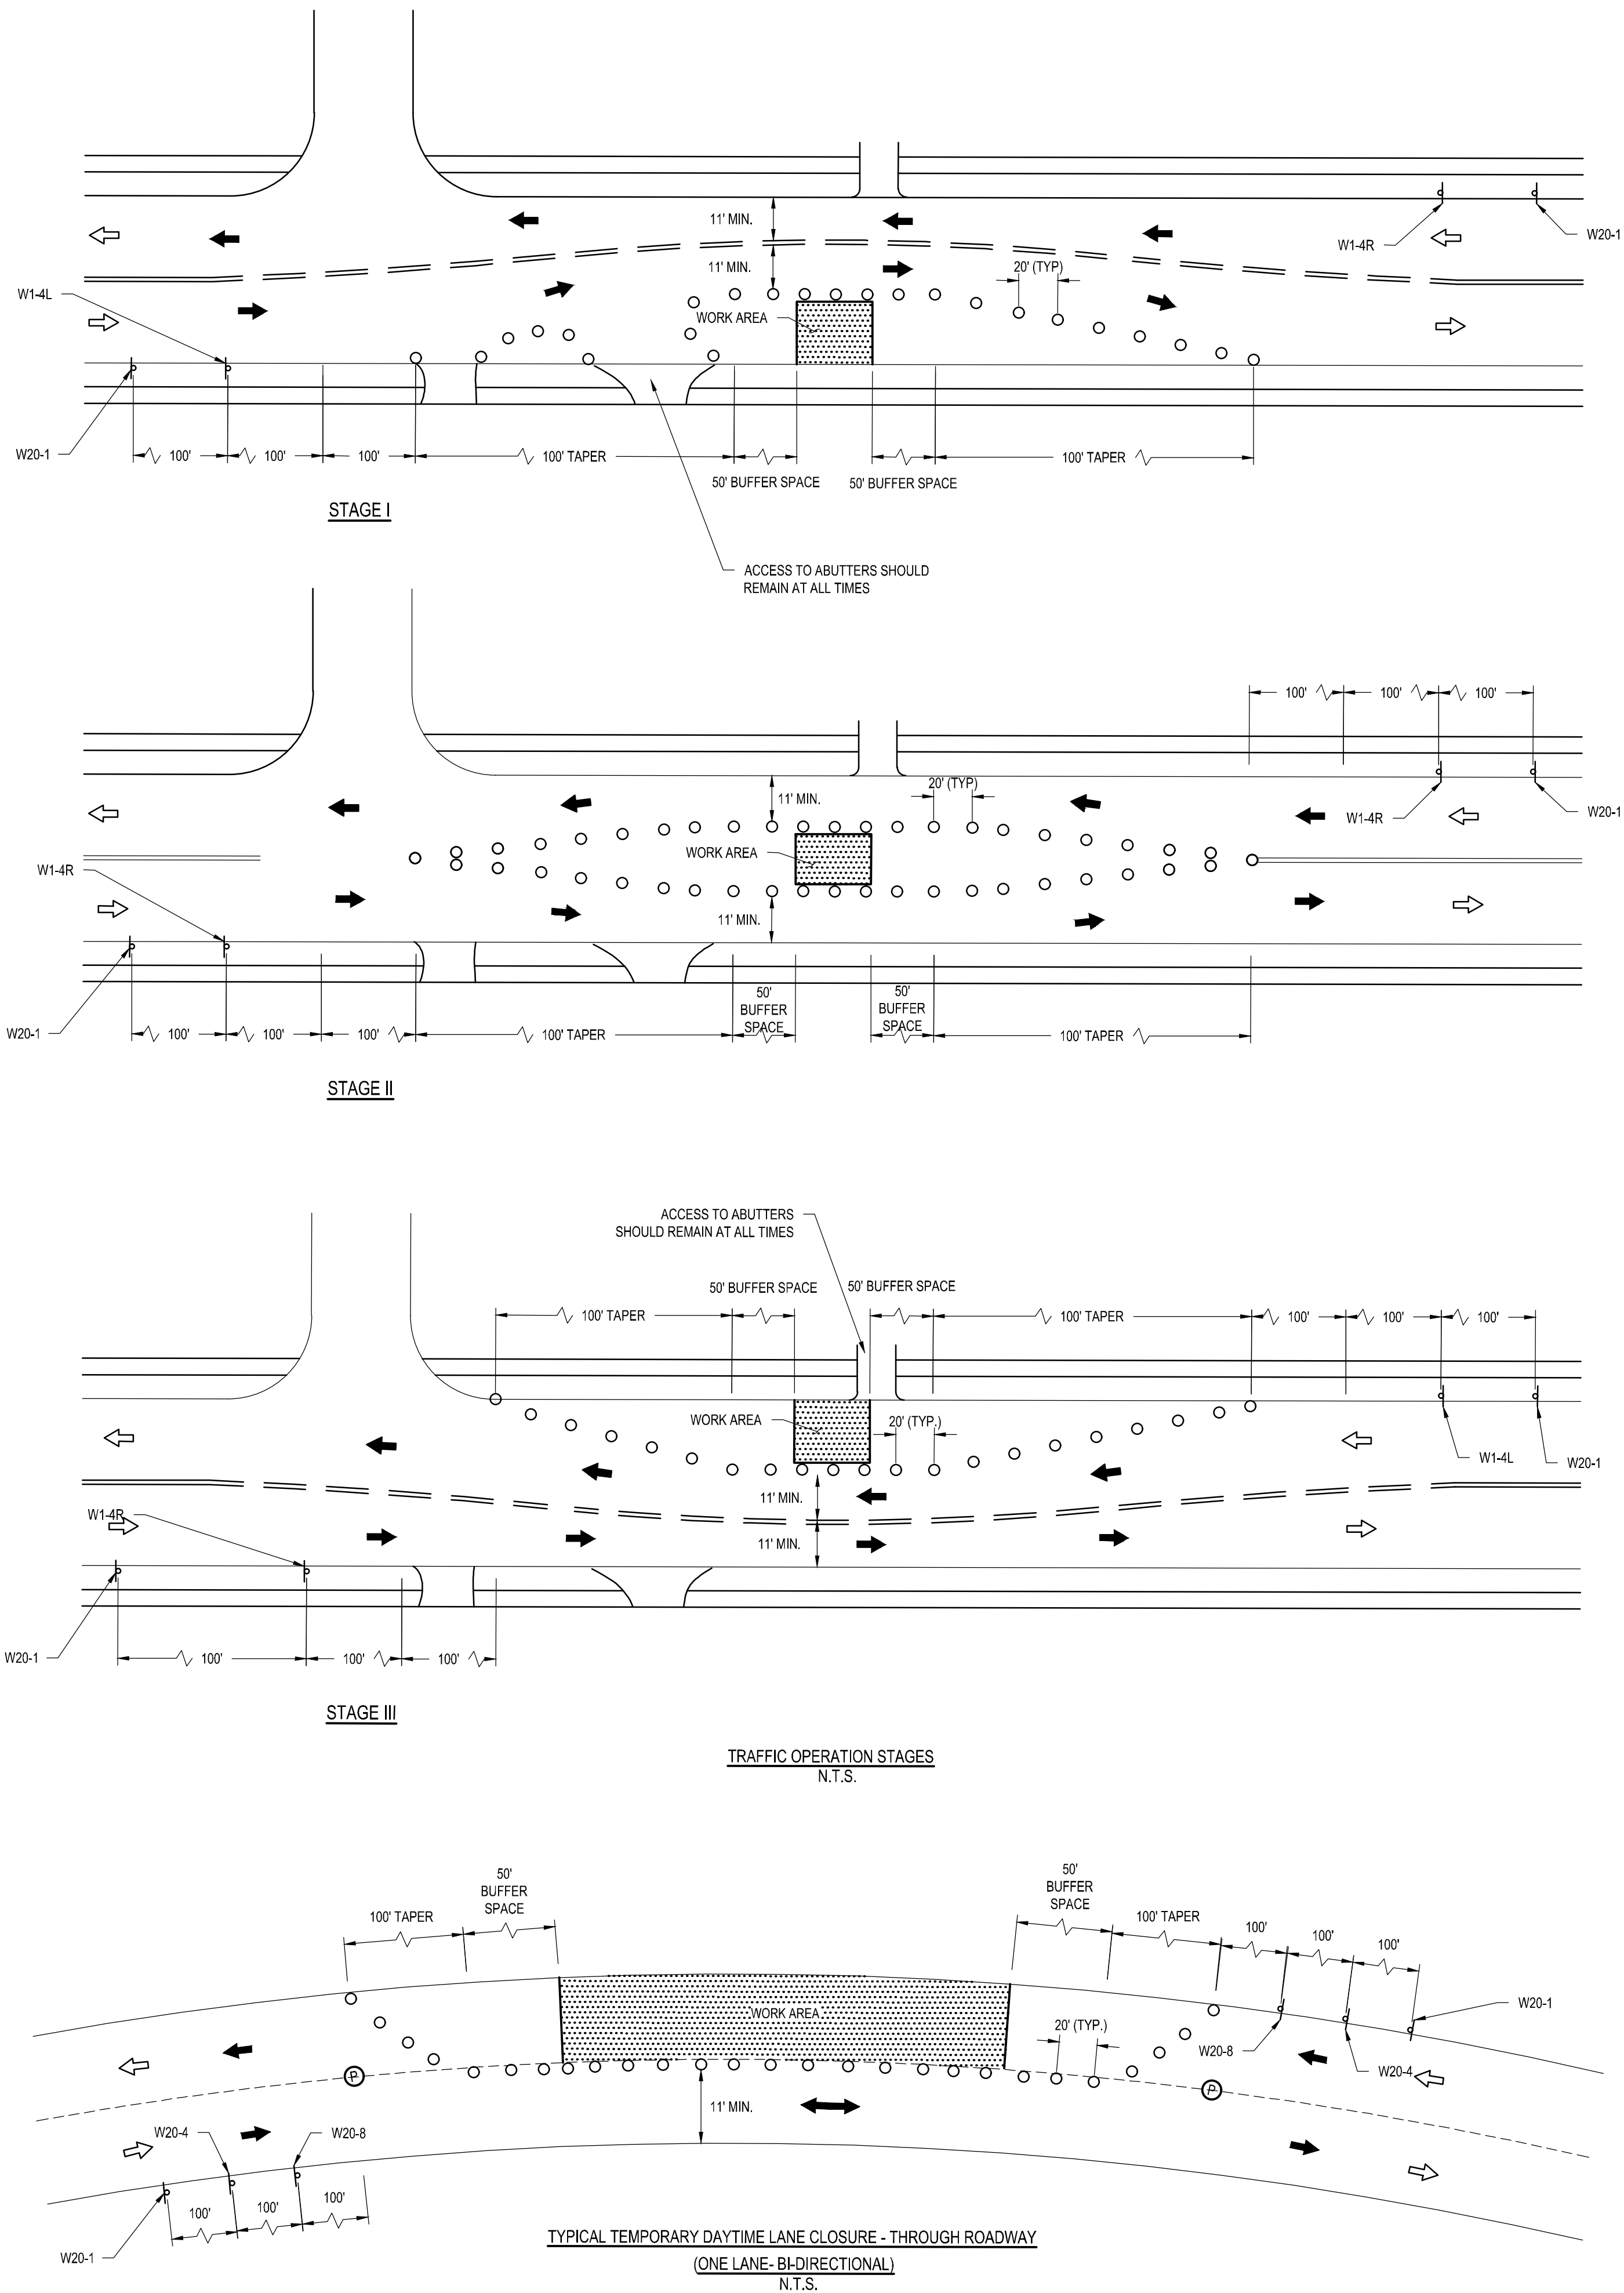 11' MIN.
W1-4R
W20-1
11' MIN.
20' (TYP)
W1-4L
WORK AREA
W20-1
100'
100'
100'
100' TAPER
50' BUFFER SPACE
50' BUFFER SPACE
100' TAPER
STAGE I
ACCESS TO ABUTTERS SHOULD
REMAIN AT ALL TIMES
100'
100'
100'
20' (TYP)
11' MIN.
W1-4R
W20-1
WORK AREA
W1-4R
11' MIN.
W20-1
100'
100'
100'
100' TAPER
50'
BUFFER
SPACE
50'
BUFFER
SPACE
100' TAPER
STAGE II
ACCESS TO ABUTTERS
SHOULD REMAIN AT ALL TIMES
50' BUFFER SPACE
50' BUFFER SPACE
100' TAPER
100' TAPER
100'
100'
100'
WORK AREA
20' (TYP.)
W1-4L
W20-1
11' MIN.
W1-4R
11' MIN.
W20-1
100'
100'
100'
STAGE III
TRAFFIC OPERATION STAGES
N.T.S.
50'
BUFFER
SPACE
100' TAPER
50'
BUFFER
SPACE
100' TAPER
100'
100'
100'
WORK AREA
20' (TYP.)
W20-1
W20-8
W20-4
P
P
11' MIN.
W20-4
W20-8
100'
100'
100'
W20-1
TYPICAL TEMPORARY DAYTIME LANE CLOSURE - THROUGH ROADWAY
(ONE LANE- BI-DIRECTIONAL)
N.T.S.